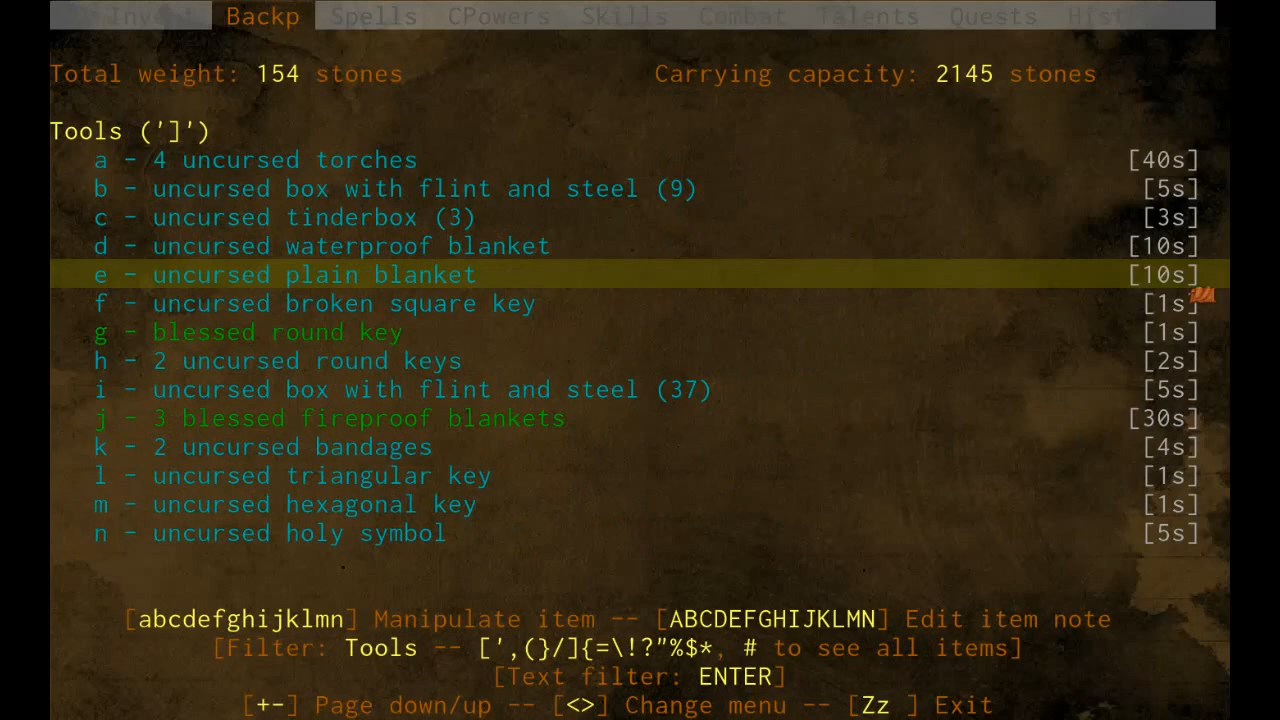 Invent Backp Spells CPowers Skills Combat Talents Quests Hist
Total weight: 154 stones Carrying capacity: 2145 stones
Tools (']')
a - 4 uncursed torches [40s]
b - uncursed box with flint and steel (9) [5s]
c - uncursed tinderbox (3) [3s]
d - uncursed waterproof blanket [10s]
e - uncursed plain blanket [10s]
f - uncursed broken square key [1s]
g - blessed round key [1s]
h - 2 uncursed round keys [2s]
i - uncursed box with flint and steel (37) [5s]
j - 3 blessed fireproof blankets [30s]
k - 2 uncursed bandages [4s]
l - uncursed triangular key [1s]
m - uncursed hexagonal key [1s]
n - uncursed holy symbol [5s]
[abcdefghijklmn] Manipulate item -- [ABCDEFGHIJKLMN] Edit item note
[Filter: Tools -- [',(}/]{=\!?"%$*, # to see all items]
[Text filter: ENTER]
[+-] Page down/up -- [<>] Change menu -- [Zz ] Exit